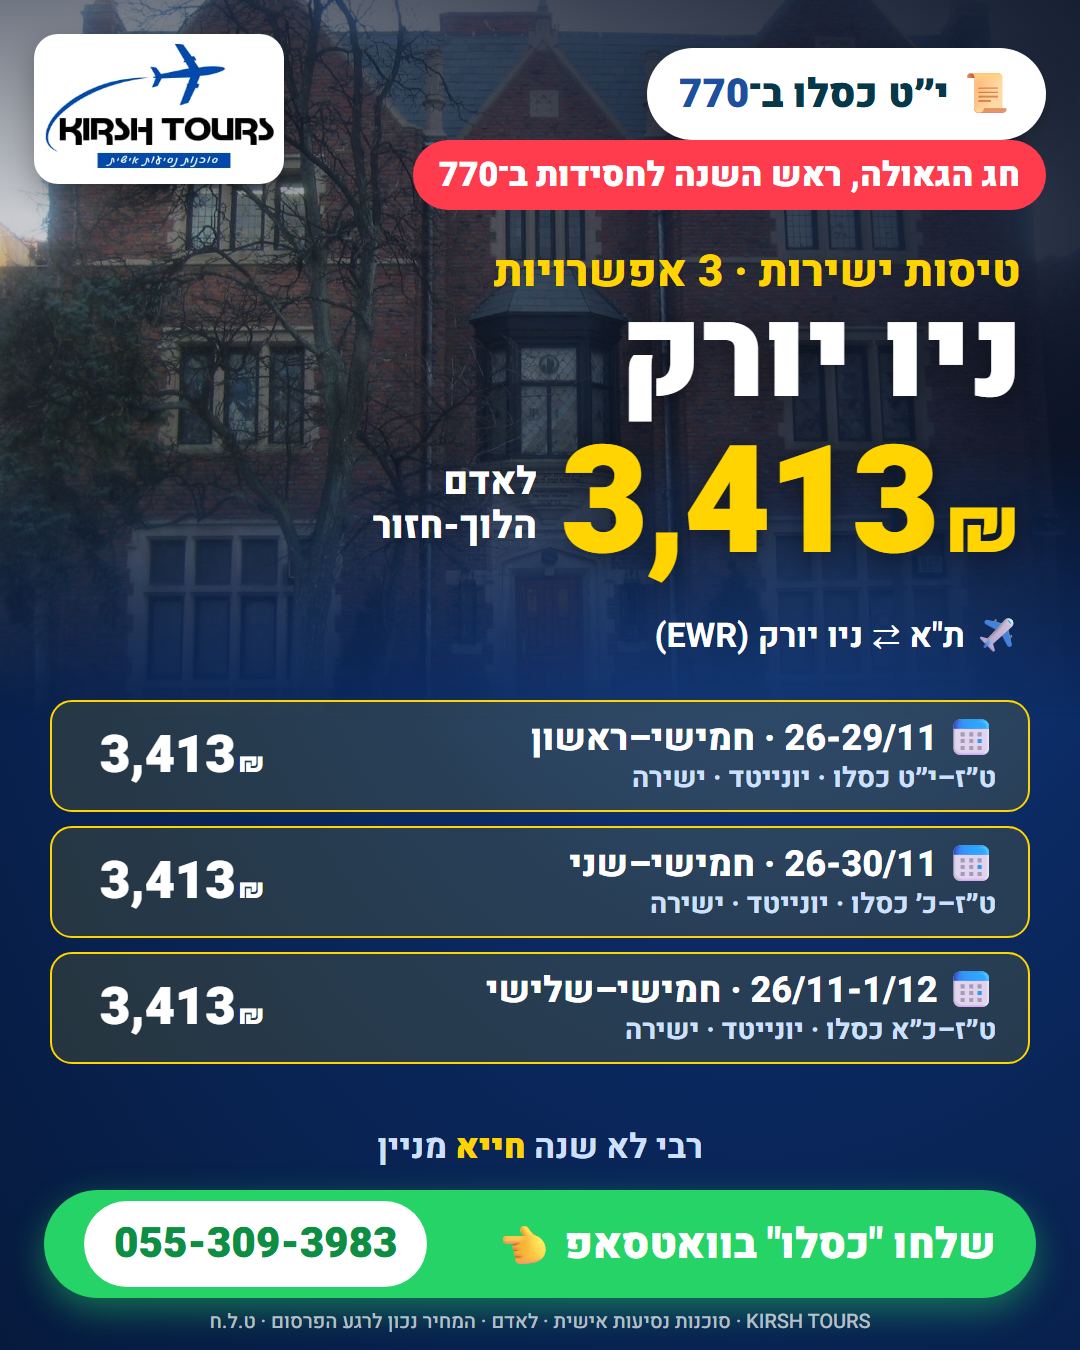 KIRSH TOURS
סוכנות נסיעות אישית
י״ט כסלו ב־770
חג הגאולה, ראש השנה לחסידות ב־770
טיסות ישירות · 3 אפשרויות
ניו יורק
₪3,413
לאדם
הלוך-חזור
ת"א ⇄ ניו יורק (EWR)
26-29/11 · חמישי–ראשון
ט״ז–י״ט כסלו · יונייטד · ישירה
₪3,413
26-30/11 · חמישי–שני
ט״ז–כ׳ כסלו · יונייטד · ישירה
₪3,413
26/11-1/12 · חמישי–שלישי
ט״ז–כ״א כסלו · יונייטד · ישירה
₪3,413
רבי לא שנה חייא מניין
שלחו "כסלו" בוואטסאפ 👈
055-309-3983
KIRSH TOURS · סוכנות נסיעות אישית · לאדם · המחיר נכון לרגע הפרסום · ט.ל.ח